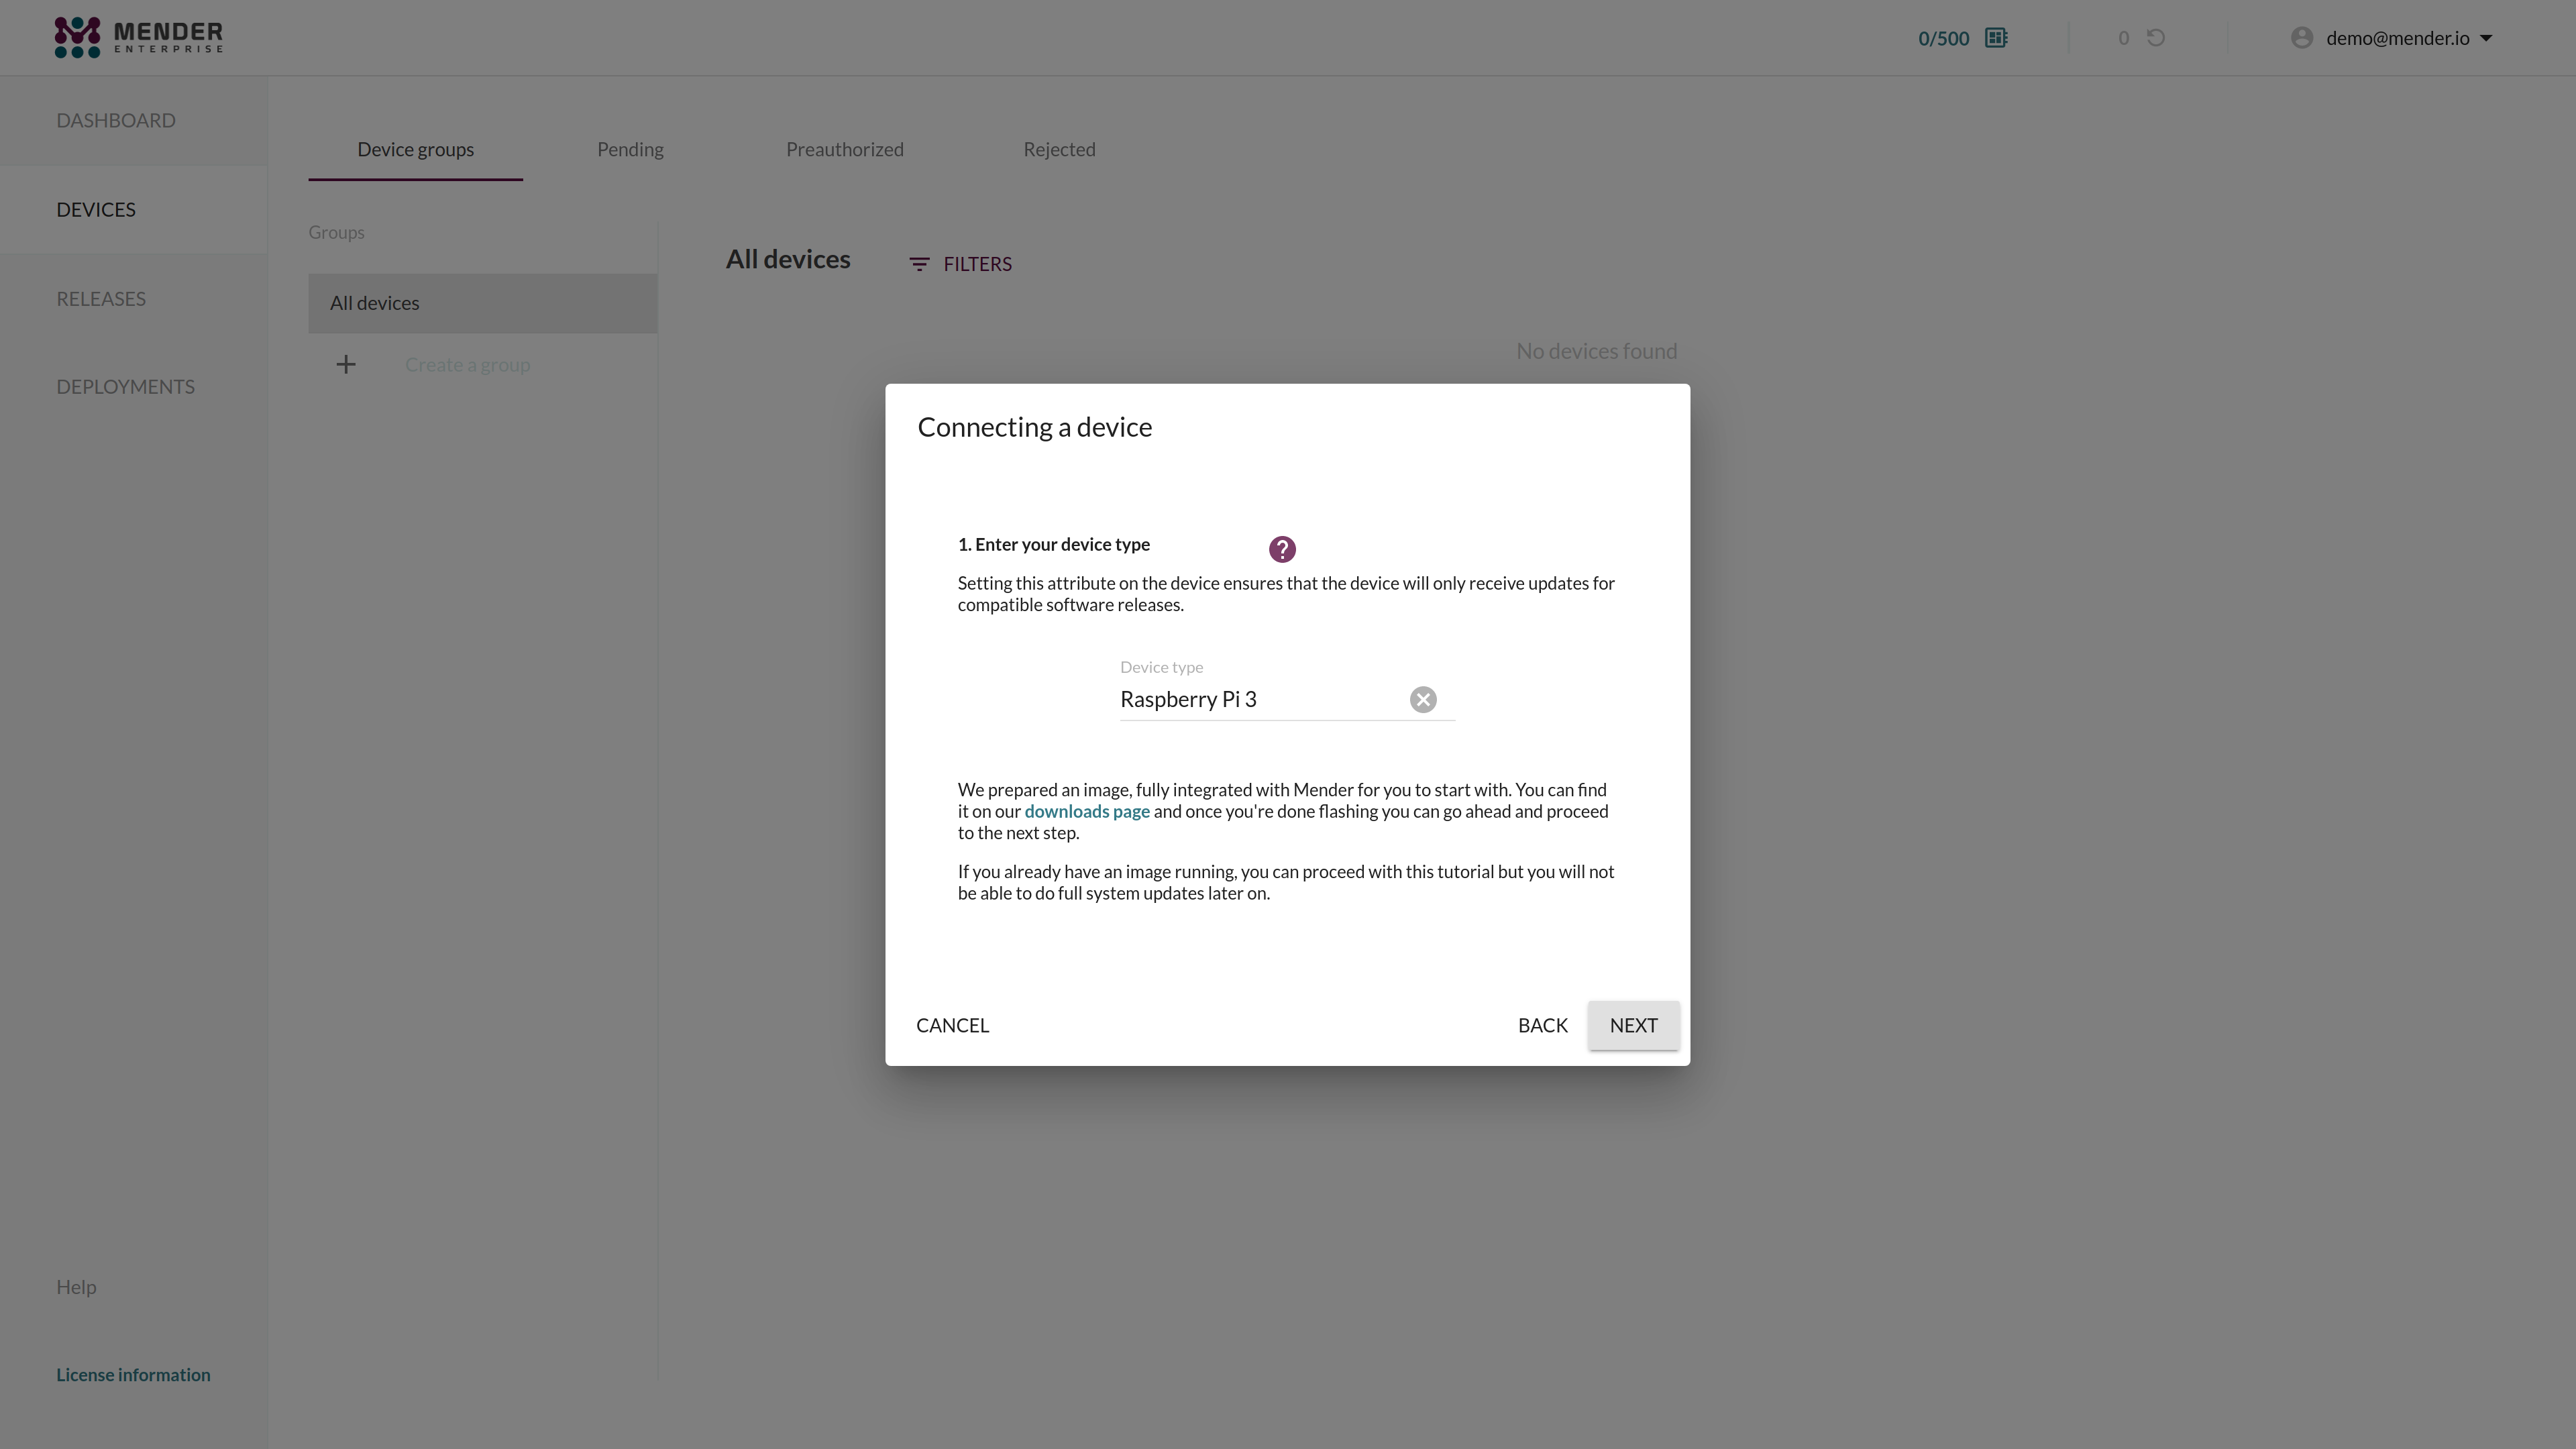 MENDER
ENTERPRISE
0/500
0
demo@mender.io
DASHBOARD
DEVICES
RELEASES
DEPLOYMENTS
Help
License information
Device groups
Pending
Preauthorized
Rejected
Groups
All devices
Create a group
All devices
FILTERS
No devices found
Connecting a device
1. Enter your device type
?
Setting this attribute on the device ensures that the device will only receive updates for
compatible software releases.
Device type
Raspberry Pi 3
We prepared an image, fully integrated with Mender for you to start with. You can find
it on our downloads page and once you're done flashing you can go ahead and proceed
to the next step.
If you already have an image running, you can proceed with this tutorial but you will not
be able to do full system updates later on.
CANCEL
BACK
NEXT